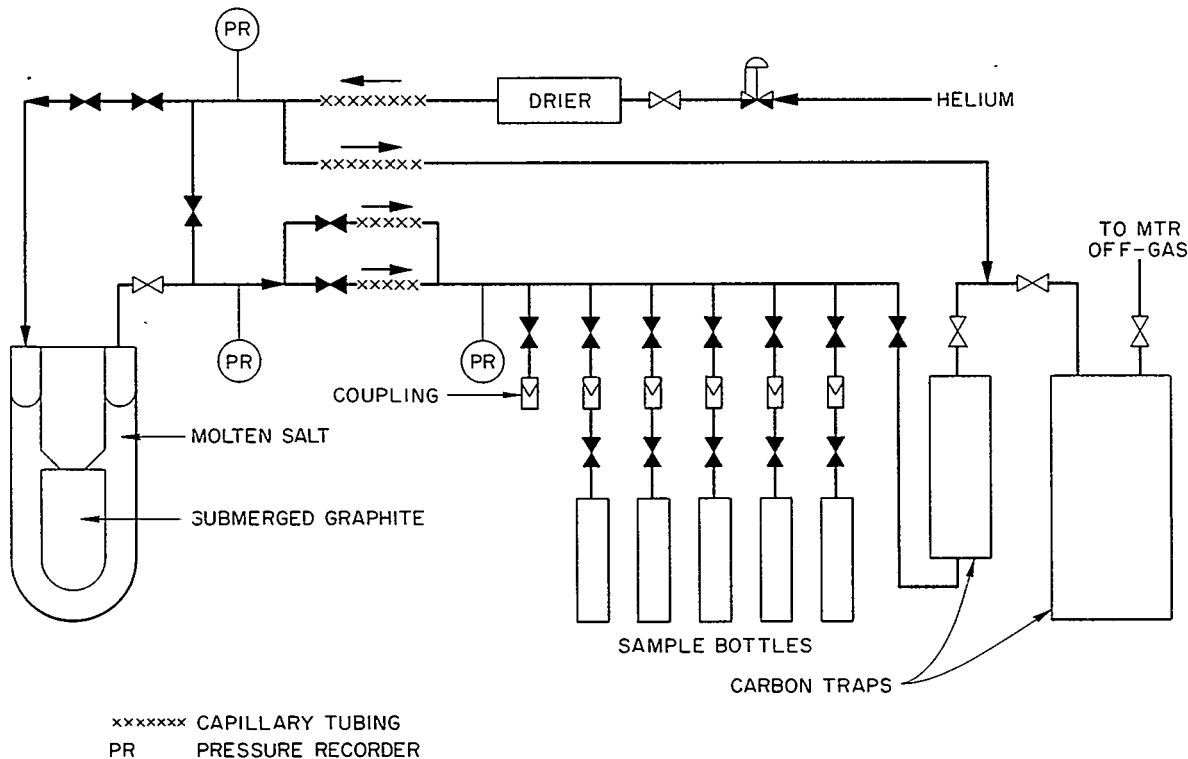 PR
DRIER
HELIUM
TO MTR
OFF-GAS
PR
PR
COUPLING
MOLTEN SALT
SUBMERGED GRAPHITE
SAMPLE BOTTLES
CARBON TRAPS
xxxxxxx CAPILLARY TUBING
PR PRESSURE RECORDER